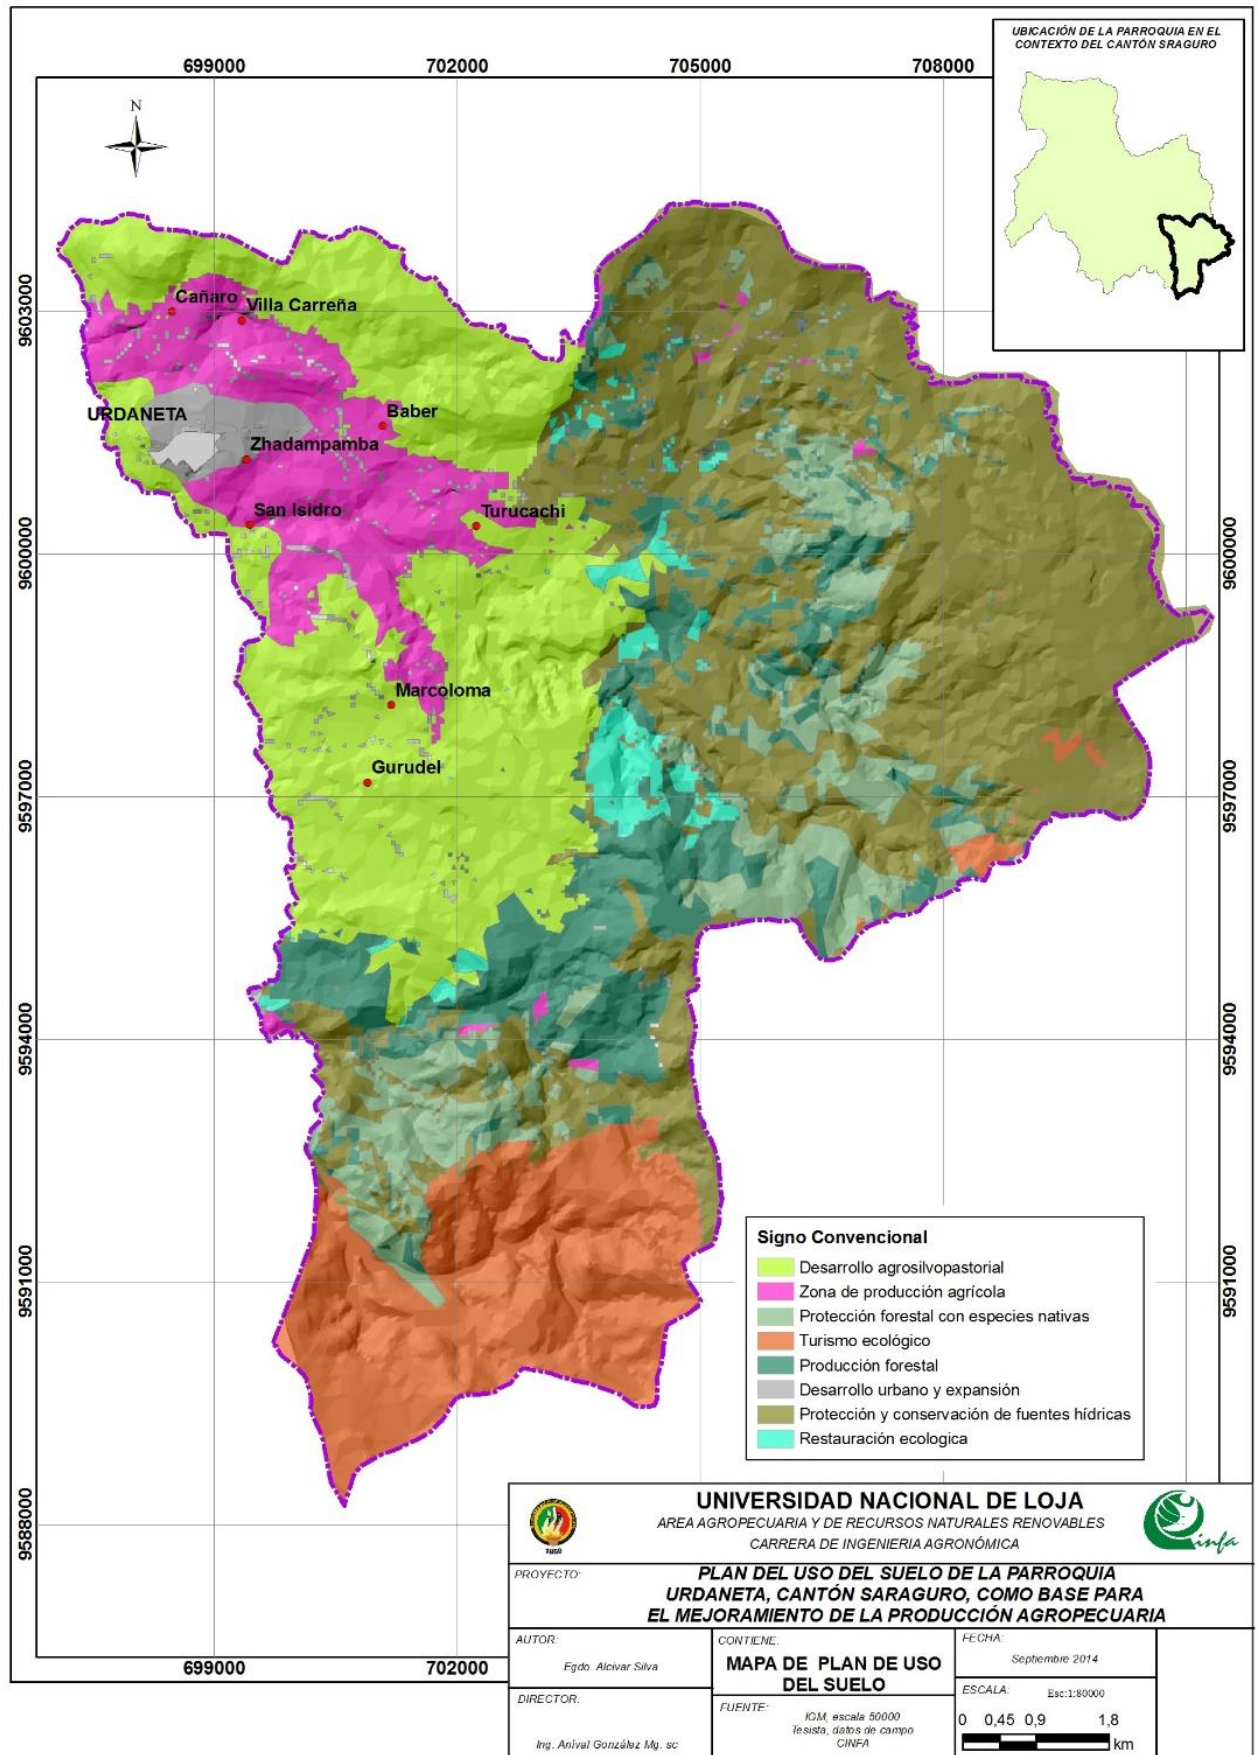 UBICACIÓN DE LA PARROQUIA EN EL
CONTEXTO DEL CANTÓN SRAGURO
699000
702000
705000
708000
N
9603000
9603000
Cañaro
Villa Carreña
URDANETA
Baber
Zhadampamba
San Isidro
Turucachi
9600000
9600000
Marcoloma
Gurudel
9597000
9597000
9594000
9594000
9591000
9591000
9588000
Signo Convencional
Desarrollo agrosilvopastorial
Zona de producción agrícola
Protección forestal con especies nativas
Turismo ecológico
Producción forestal
Desarrollo urbano y expansión
Protección y conservación de fuentes hídricas
Restauración ecologica
699000
702000
UNIVERSIDAD NACIONAL DE LOJA
AREA AGROPECUARIA Y DE RECURSOS NATURALES RENOVABLES
CARRERA DE INGENIERIA AGRONÓMICA
1859
infa
PROYECTO:
PLAN DEL USO DEL SUELO DE LA PARROQUIA
URDANETA, CANTÓN SARAGURO, COMO BASE PARA
EL MEJORAMIENTO DE LA PRODUCCIÓN AGROPECUARIA
AUTOR:
Egdo. Alcivar Silva
CONTIENE:
MAPA DE PLAN DE USO
DEL SUELO
FECHA:
Septiembre 2014
DIRECTOR:
Ing. Aníval González Mg. sc
FUENTE:
IGM, escala 50000
Tesista, datos de campo
CINFA
ESCALA:
Esc:1:80000
0 0,45 0,9 1,8
km